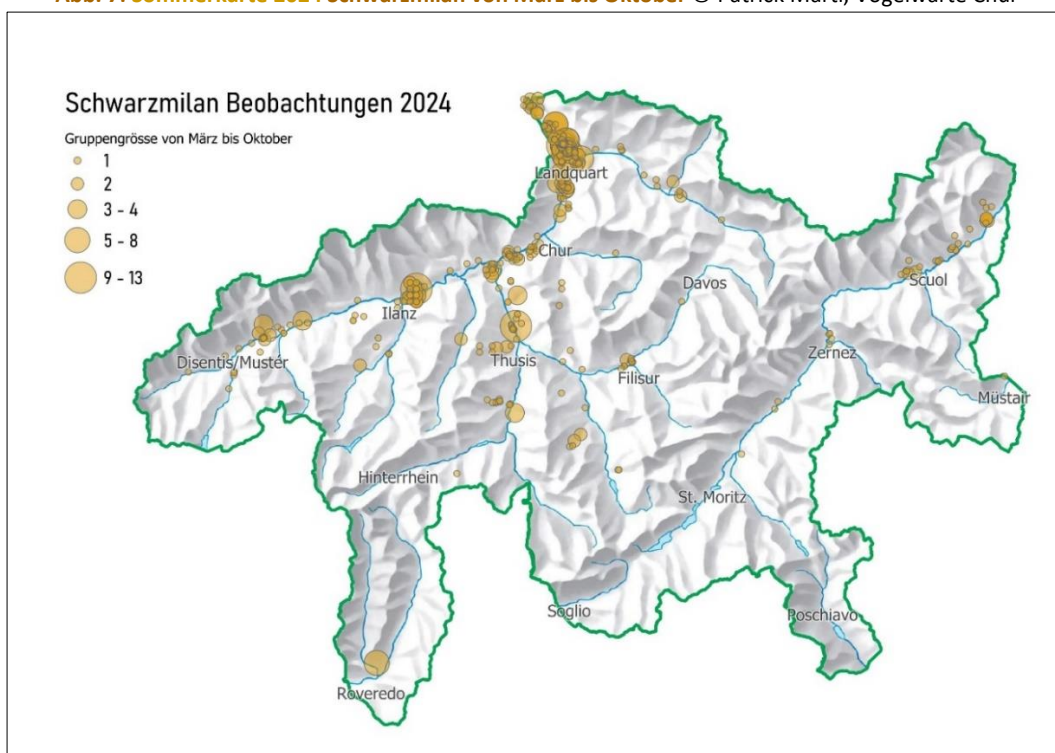 Abb. 7: Sommerkarte 2024 Schwarzmilan von März bis Oktober © Patrick Marti, Vogelwarte Chur
Schwarzmilan Beobachtungen 2024
Gruppengrösse von März bis Oktober
1
2
3 - 4
5 - 8
9 - 13
Landquart
Chur
Davos
Scuol
Ilanz
Disentis/Mustér
Thusis
Filisur
Zernez
Müstair
Hinterrhein
St. Moritz
Soglio
Poschiavo
Roveredo